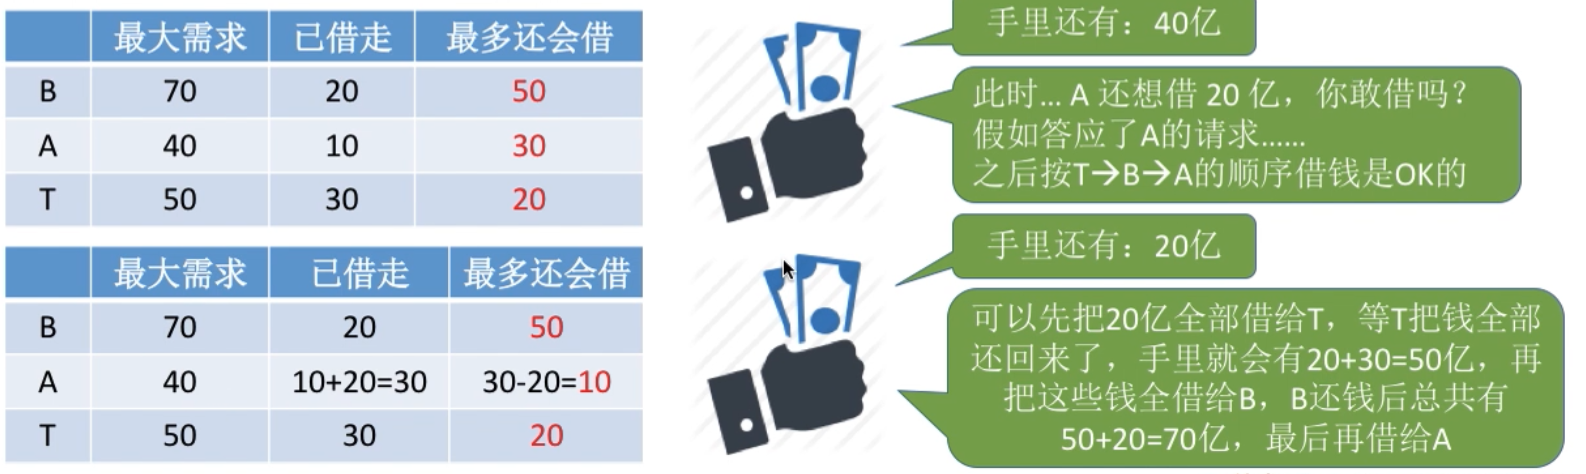 最大需求 已借走 最多还会借
B 70 20 50
A 40 10 30
T 50 30 20
手里还有：40亿
此时... A 还想借 20 亿，你敢借吗？
假如答应了A的请求......
之后按T→B→A的顺序借钱是OK的
最大需求 已借走 最多还会借
B 70 20 50
A 40 10+20=30 30-20=10
T 50 30 20
手里还有：20亿
可以先把20亿全部借给T，等T把钱全部
还回来了，手里就会有20+30=50亿，再
把这些钱全借给B，B还钱后总共有
50+20=70亿，最后再借给A